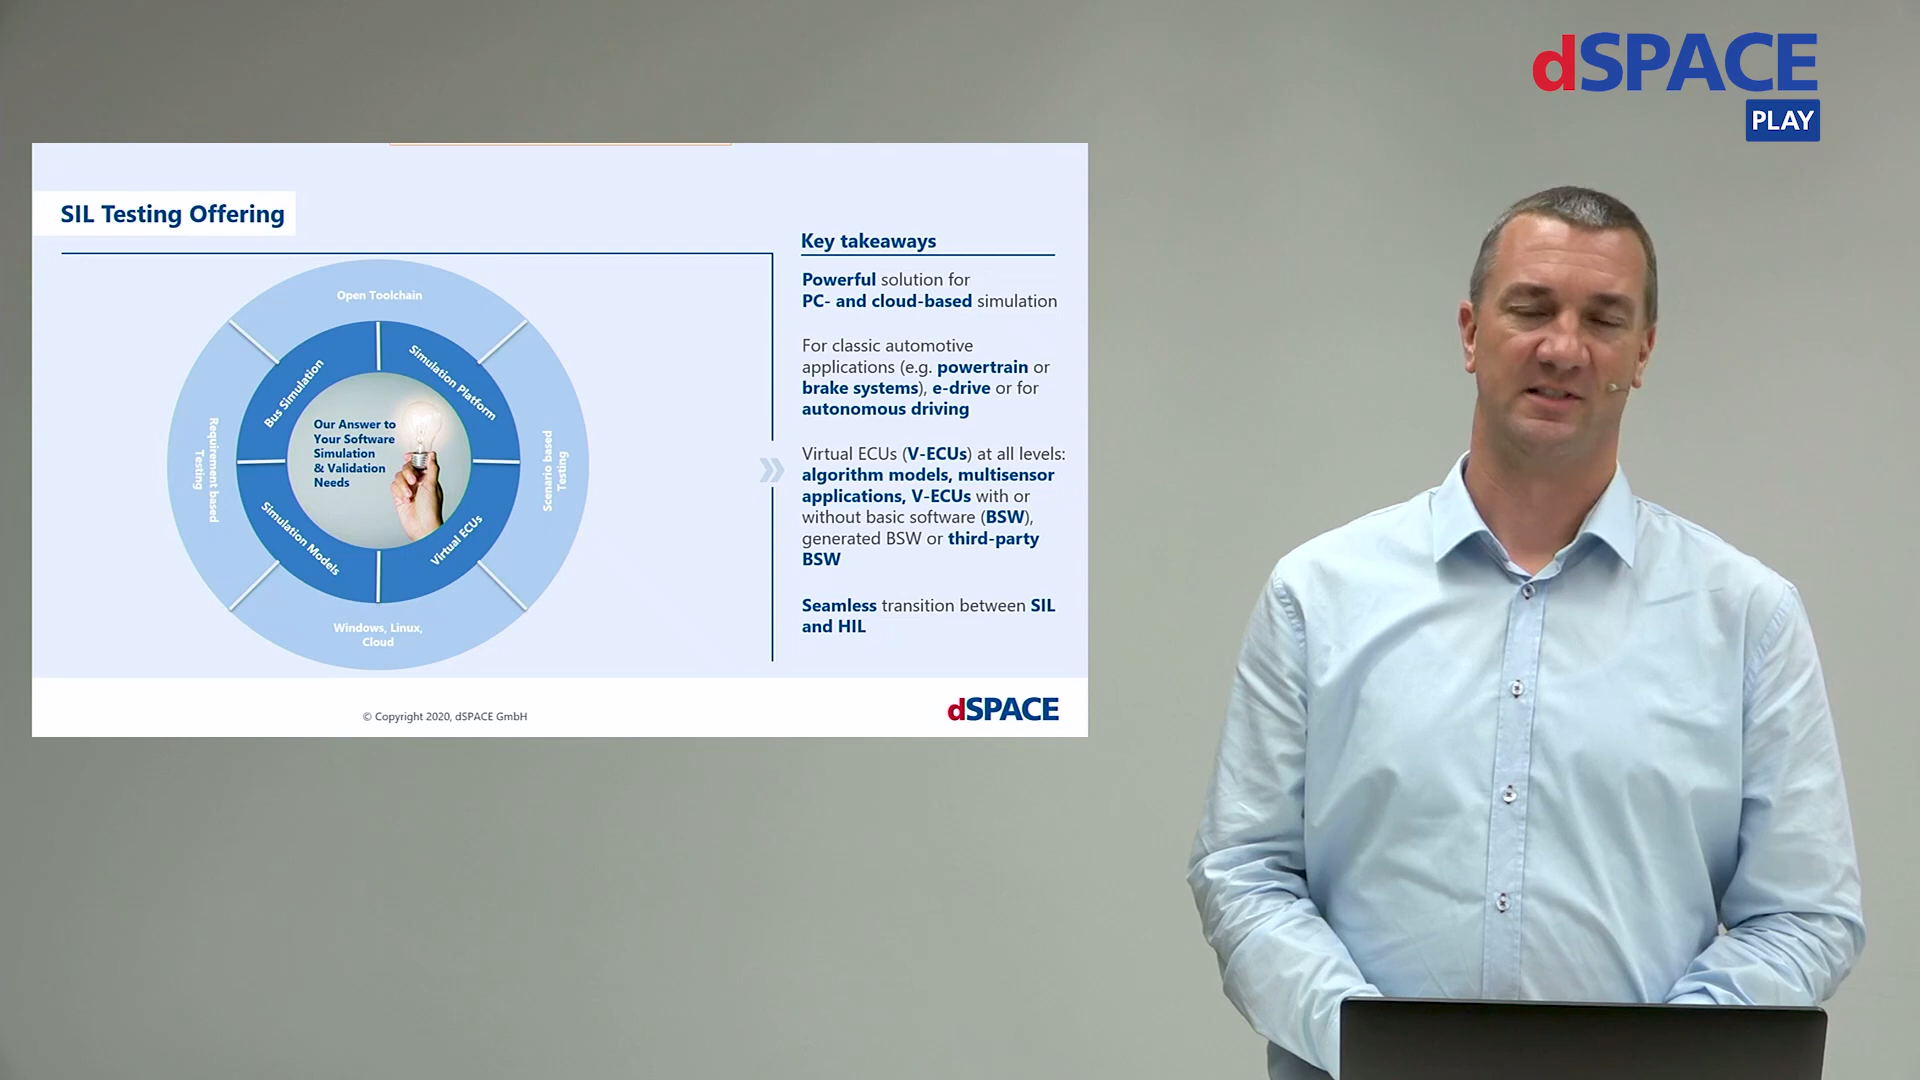 dSPACE
PLAY
SIL Testing Offering
Open Toolchain
Bus Simulation
Simulation Platform
Requirement based
Testing
Our Answer to
Your Software
Simulation
& Validation
Needs
Scenario based
Testing
Simulation Models
Virtual ECUs
Windows, Linux,
Cloud
Key takeaways
Powerful solution for
PC- and cloud-based simulation
For classic automotive
applications (e.g. powertrain or
brake systems), e-drive or for
autonomous driving
Virtual ECUs (V-ECUs) at all levels:
algorithm models, multisensor
applications, V-ECUs with or
without basic software (BSW),
generated BSW or third-party
BSW
Seamless transition between SIL
and HIL
© Copyright 2020, dSPACE GmbH
dSPACE